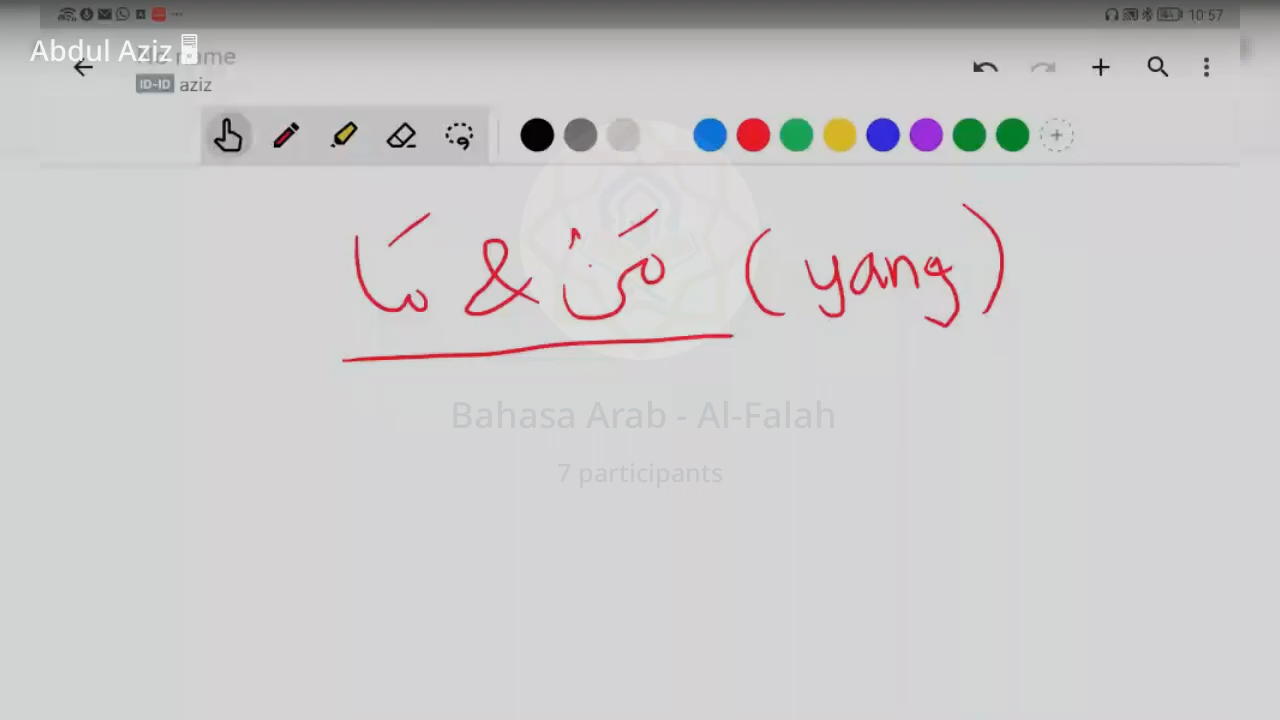 10:57
Abdul Aziz
aziz
ID-ID
مَنْ & مَا (yang)
Bahasa Arab - Al-Falah
7 participants